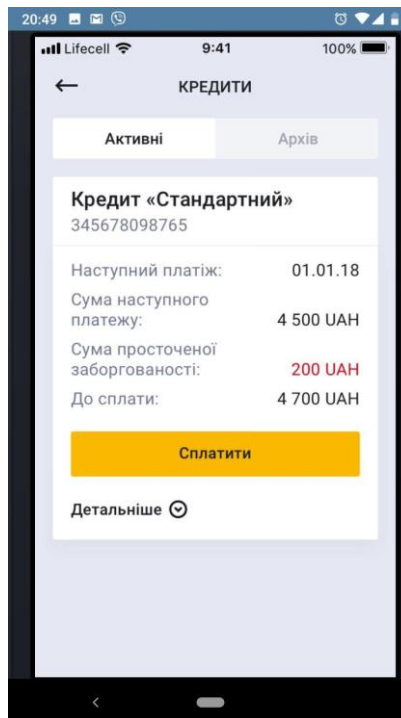 20:49
Lifecell 9:41 100%
КРЕДИТИ
Активні Архів
Кредит «Стандартний»
345678098765
Наступний платіж: 01.01.18
Сума наступного
платежу: 4 500 UAH
Сума просточеної
заборгованості: 200 UAH
До сплати: 4 700 UAH
Сплатити
Детальніше